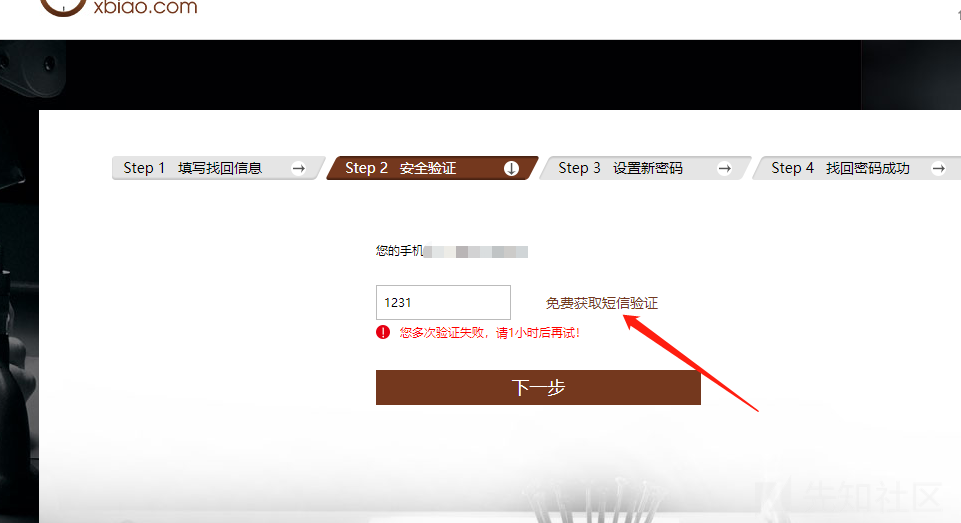 xbiao.com
Step 1 填写找回信息
Step 2 安全验证
Step 3 设置新密码
Step 4 找回密码成功
您的手机
1231 免费获取短信验证
您多次验证失败，请1小时后再试!
下一步
先知社区